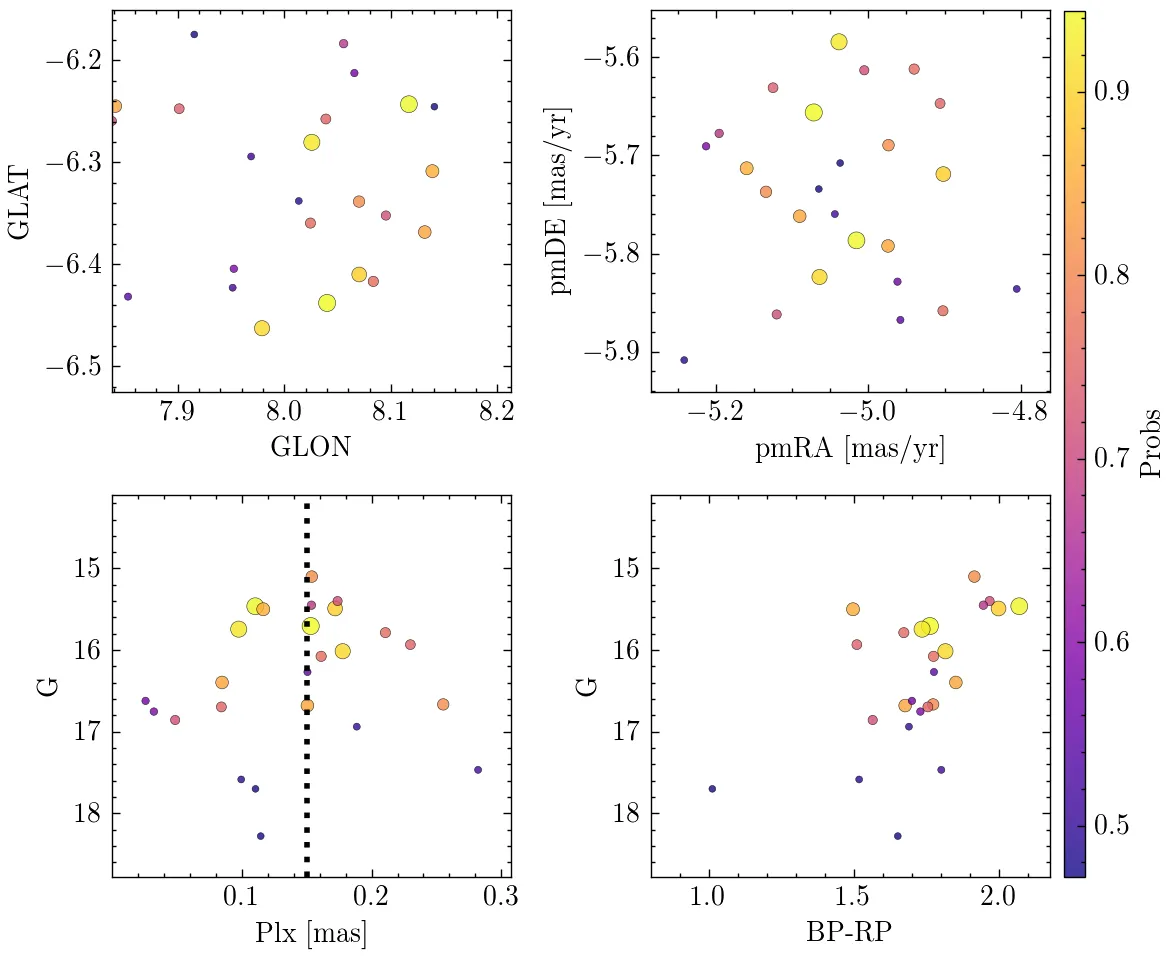 −6.2
−6.3
−6.4
−6.5
GLAT
7.9 8.0 8.1 8.2
GLON
−5.6
−5.7
−5.8
−5.9
pmDE [mas/yr]
−5.2 −5.0 −4.8
pmRA [mas/yr]
15
16
17
18
G
0.1 0.2 0.3
Plx [mas]
15
16
17
18
G
1.0 1.5 2.0
BP-RP
0.9
0.8
0.7
0.6
0.5
Probs